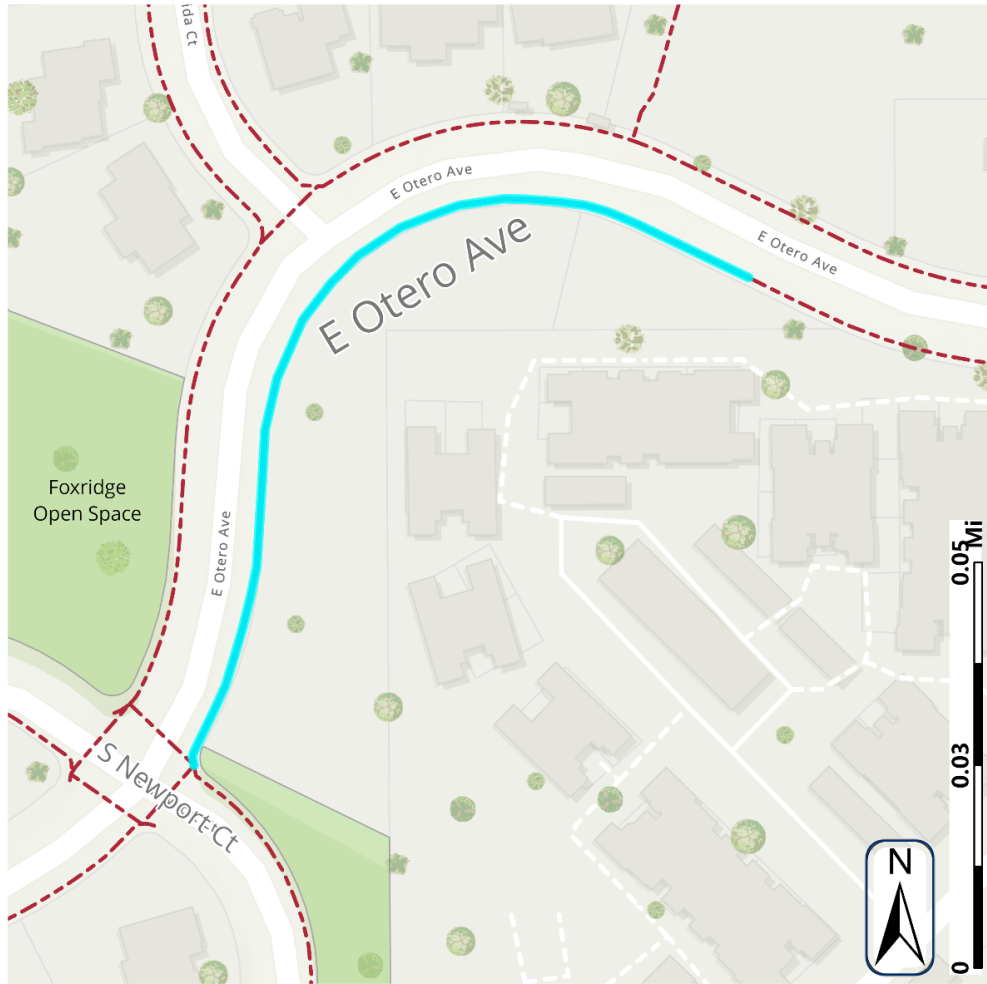 ida Ct
E Otero Ave
E Otero Ave
E Otero Ave
Foxridge
Open Space
E Otero Ave
S Newport Ct
0.05
Mi
0.03
0
N